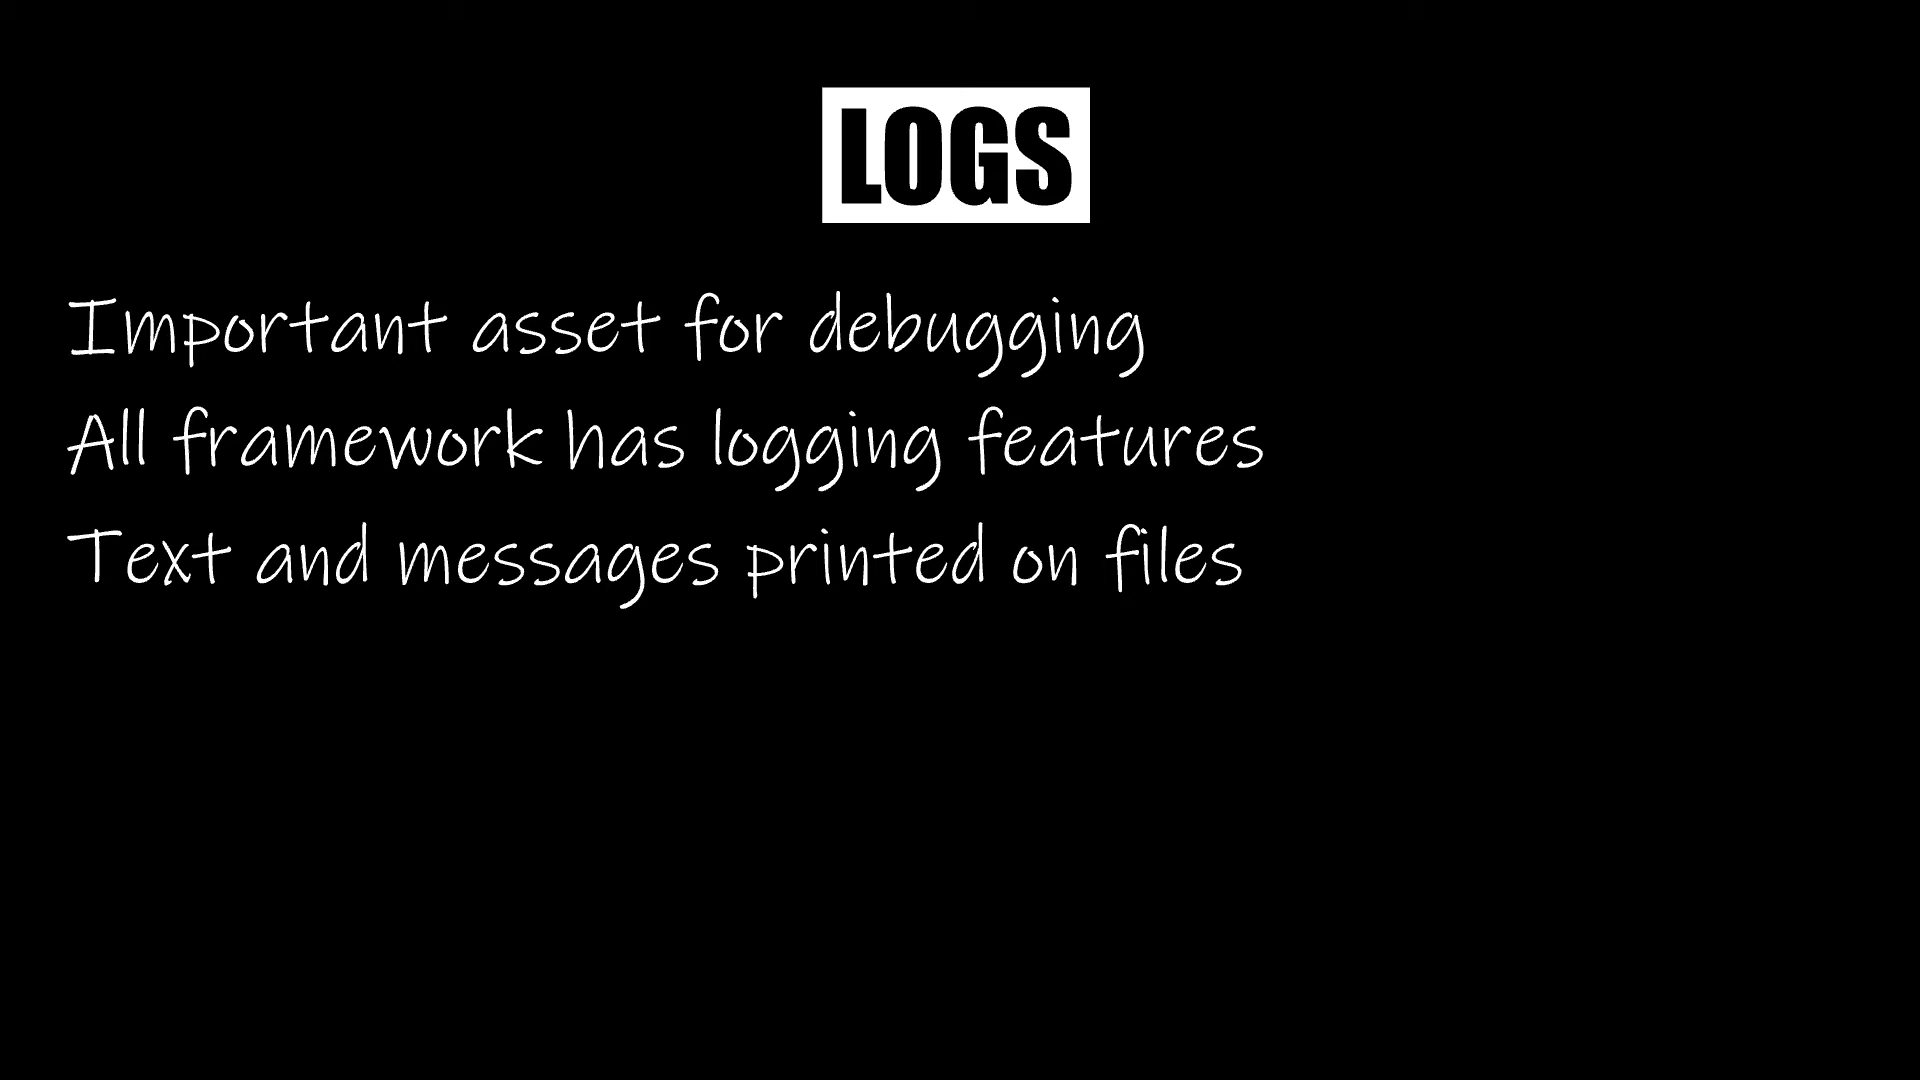 LOGS
Important asset for debugging
All framework has logging features
Text and messages printed on files